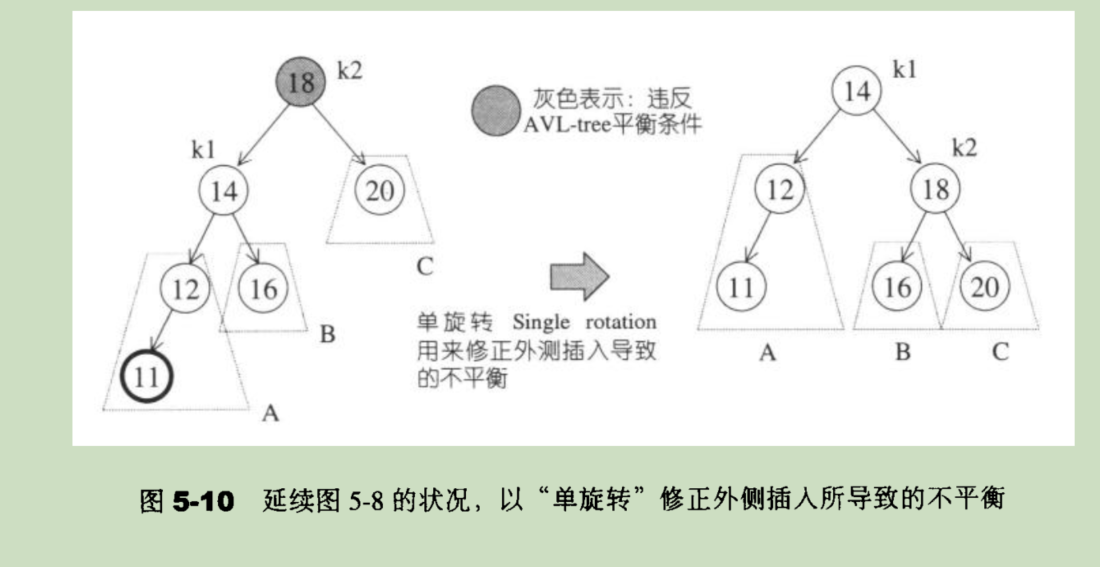 18
k2
k1
14
20
C
12
16
B
11
A
灰色表示：违反
AVL-tree平衡条件
单旋转 Single rotation
用来修正外测插入导致
的不平衡
14
k1
k2
12
18
11
16
20
A
B
C
图 5-10 延续图 5-8 的状况，以“单旋转”修正外侧插入所导致的不平衡